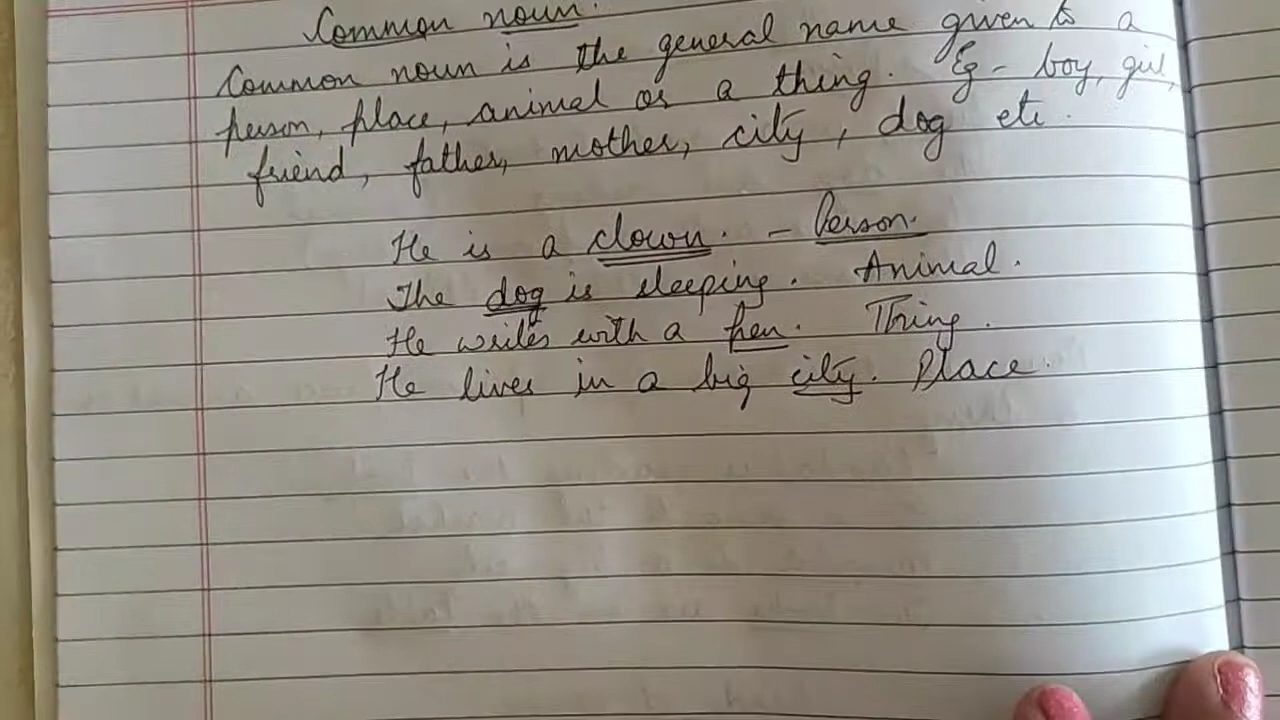 Common noun.
Common noun is the general name given to a
person, place, animal or a thing. Eg - boy, girl,
friend, father, mother, city, dog etc.
He is a clown. - Person.
The dog is sleeping. Animal.
He writes with a pen. Thing.
He lives in a big city. Place.